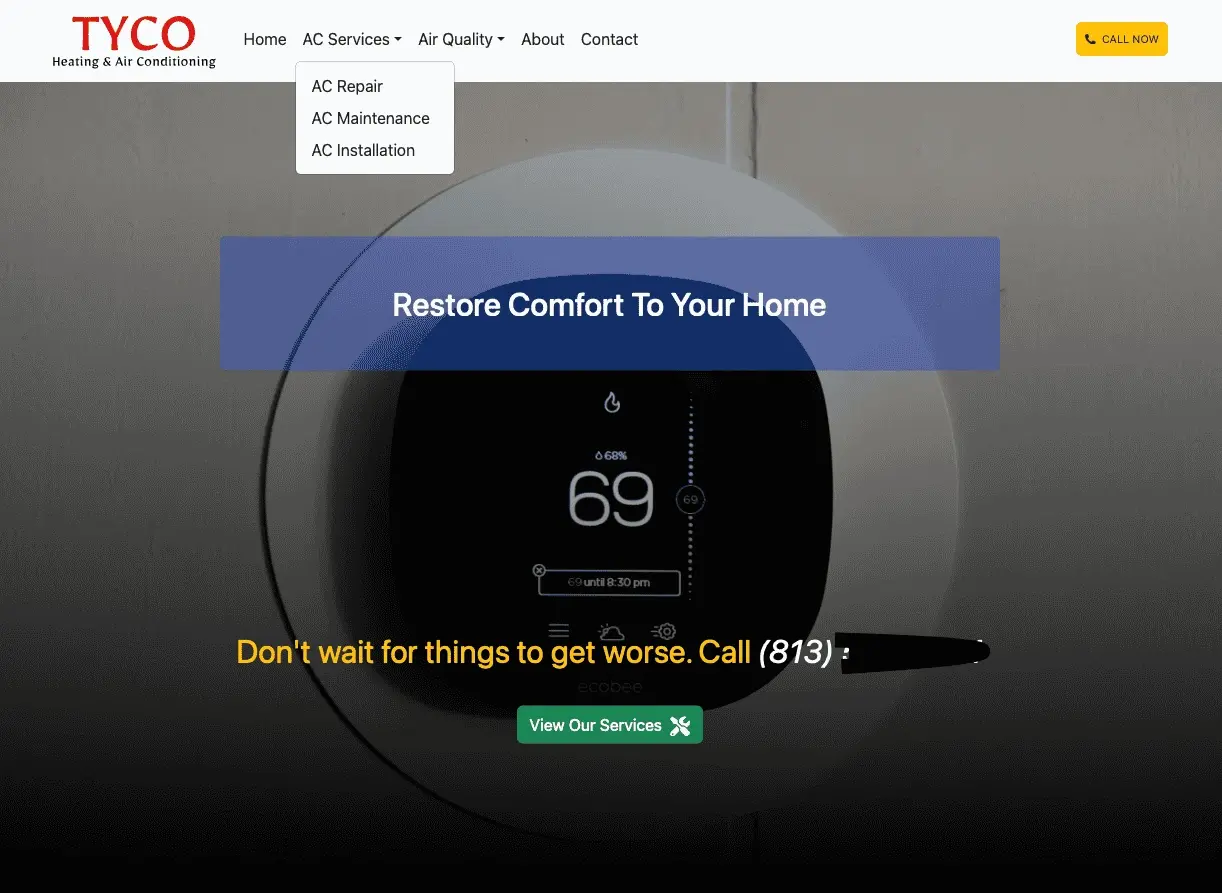 TYCO
Heating & Air Conditioning
Home AC Services Air Quality About Contact
CALL NOW
AC Repair
AC Maintenance
AC Installation
Restore Comfort To Your Home
68%
69
69
69 until 8:30 pm
Don't wait for things to get worse. Call (813)
ecobee
View Our Services